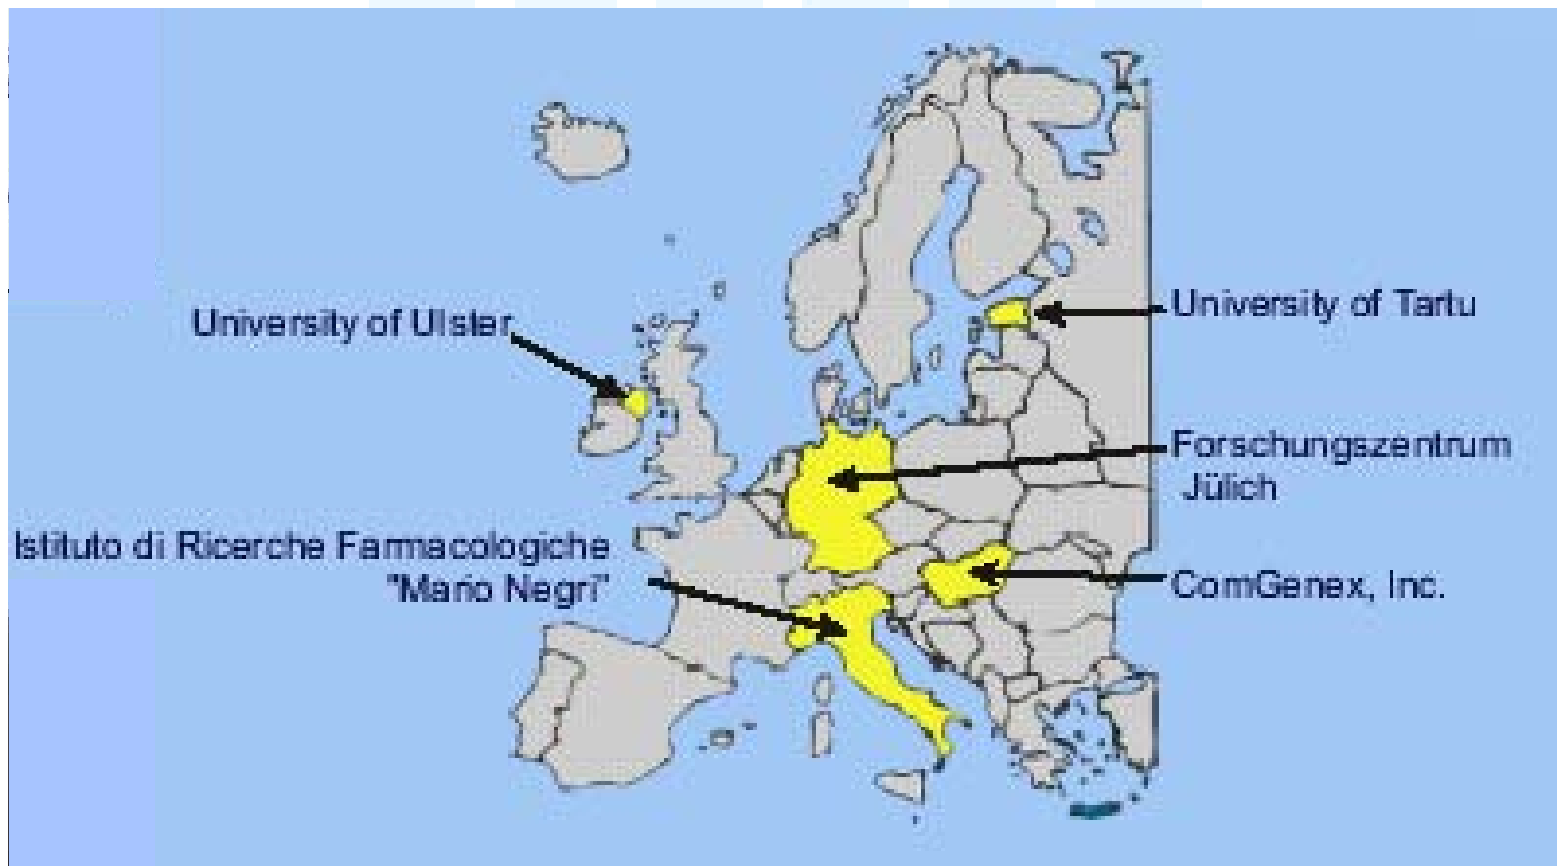 University of Ulster
University of Tartu
Forschungszentrum
Jülich
Istituto di Ricerche Farmacologiche
"Mario Negri"
ComGenex, Inc.